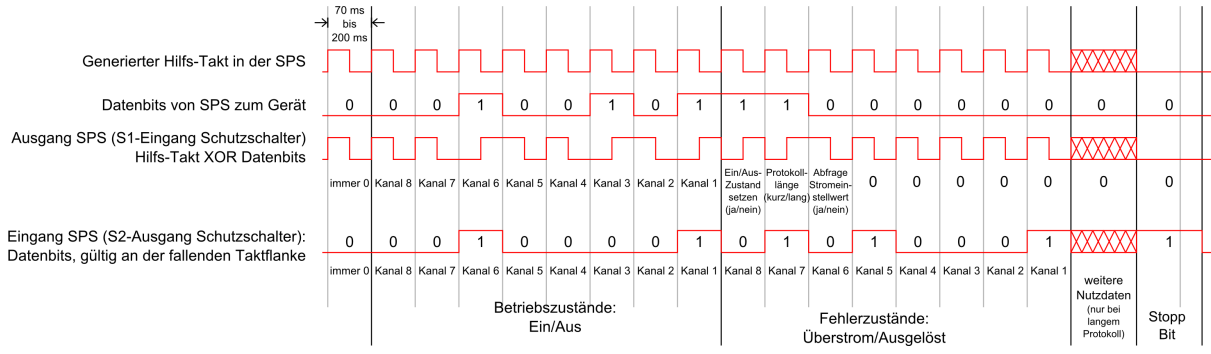 70 ms
bis
200 ms
Generierter Hilfs-Takt in der SPS
Datenbits von SPS zum Gerät
0 0 0 1 0 0 1 0 1 1 1 0 0 0 0 0 0 0 0
Ausgang SPS (S1-Eingang Schutzschalter)
Hilfs-Takt XOR Datenbits
immer 0 Kanal 8 Kanal 7 Kanal 6 Kanal 5 Kanal 4 Kanal 3 Kanal 2 Kanal 1
Ein/Aus-
Zustand
setzen
(ja/nein)
Protokoll-
länge
(kurz/lang)
Abfrage
Stromein-
stellwert
(ja/nein)
0 0 0 0 0 0 0
Eingang SPS (S2-Ausgang Schutzschalter):
Datenbits, gültig an der fallenden Taktflanke
0 0 0 1 0 0 0 0 1 0 1 0 1 0 0 0 1 1
immer 0 Kanal 8 Kanal 7 Kanal 6 Kanal 5 Kanal 4 Kanal 3 Kanal 2 Kanal 1 Kanal 8 Kanal 7 Kanal 6 Kanal 5 Kanal 4 Kanal 3 Kanal 2 Kanal 1
Betriebszustände:
Ein/Aus
Fehlerzustände:
Überstrom/Ausgelöst
weitere
Nutzdaten
(nur bei
langem
Protokoll)
Stopp
Bit